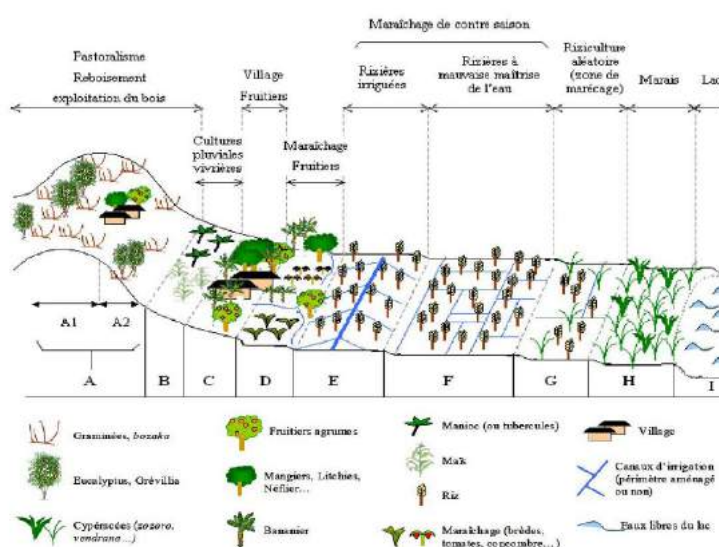 Maraîchage de contre saison
Pastoralisme
Reboisement
exploitation du bois
Village
Fruitiers
Rizières
irriguées
Rizières à
mauvaise maîtrise
de l'eau
Riziculture
aléatoire
(zone de
marécage)
Marais
Lac
Cultures
pluviales
vivrières
Maraîchage
Fruitiers
A1
A2
A
B
C
D
E
F
G
H
I
Graminées, bozaka
Eucalyptus, Grévillia
Cypéracées (zozoro,
vendrana...)
Fruitiers agrumes
Mangiers, Litchies,
Néflier...
Bananier
Manioc (ou tubercules)
Maïs
Riz
Maraîchage (brèdes,
tomates, concombre...)
Village
Canaux d'irrigation
(périmètre aménagé
ou non)
Eaux libres du lac